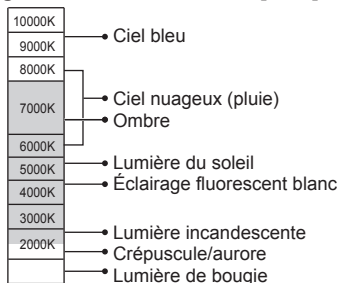 10000K
9000K
Ciel bleu
8000K
7000K
Ciel nuageux (pluie)
Ombre
6000K
5000K
Lumière du soleil
4000K
Éclairage fluorescent blanc
3000K
2000K
Lumière incandescente
Crépuscule/aurore
Lumière de bougie